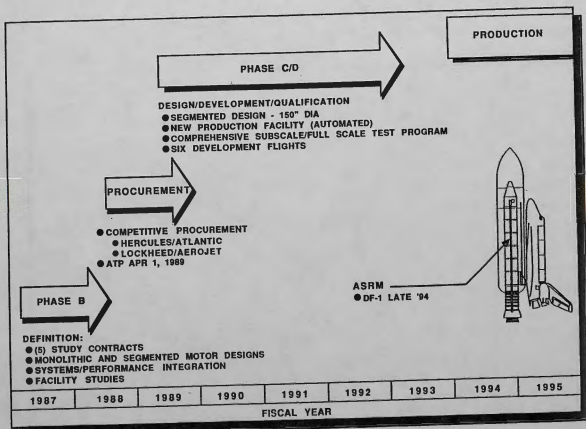 PRODUCTION
PHASE C/D
DESIGN/DEVELOPMENT/QUALIFICATION
● SEGMENTED DESIGN - 150" DIA
● NEW PRODUCTION FACILITY (AUTOMATED)
● COMPREHENSIVE SUBSCALE/FULL SCALE TEST PROGRAM
● SIX DEVELOPMENT FLIGHTS
PROCUREMENT
● COMPETITIVE PROCUREMENT
● HERCULES/ATLANTIC
● LOCKHEED/AEROJET
● ATP APR 1, 1989
ASRM
● DF-1 LATE '94
PHASE B
DEFINITION:
● (5) STUDY CONTRACTS
● MONOLITHIC AND SEGMENTED MOTOR DESIGNS
● SYSTEMS/PERFORMANCE INTEGRATION
● FACILITY STUDIES
1987 1988 1989 1990 1991 1992 1993 1994 1995
FISCAL YEAR